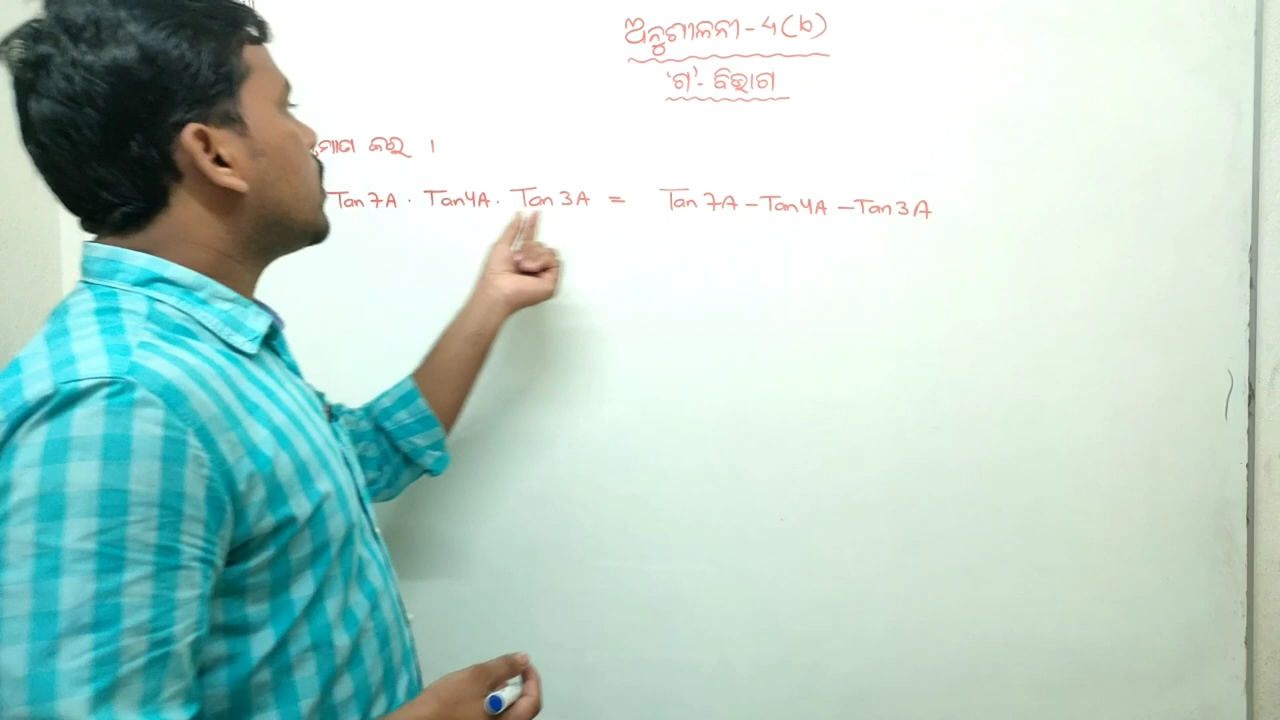 ଅନୁଶୀଳନୀ - 4(b)
'ଗ' - ବିଭାଗ
କର ।
Tan 7A · Tan 4A · Tan 3A = Tan 7A - Tan 4A - Tan 3A